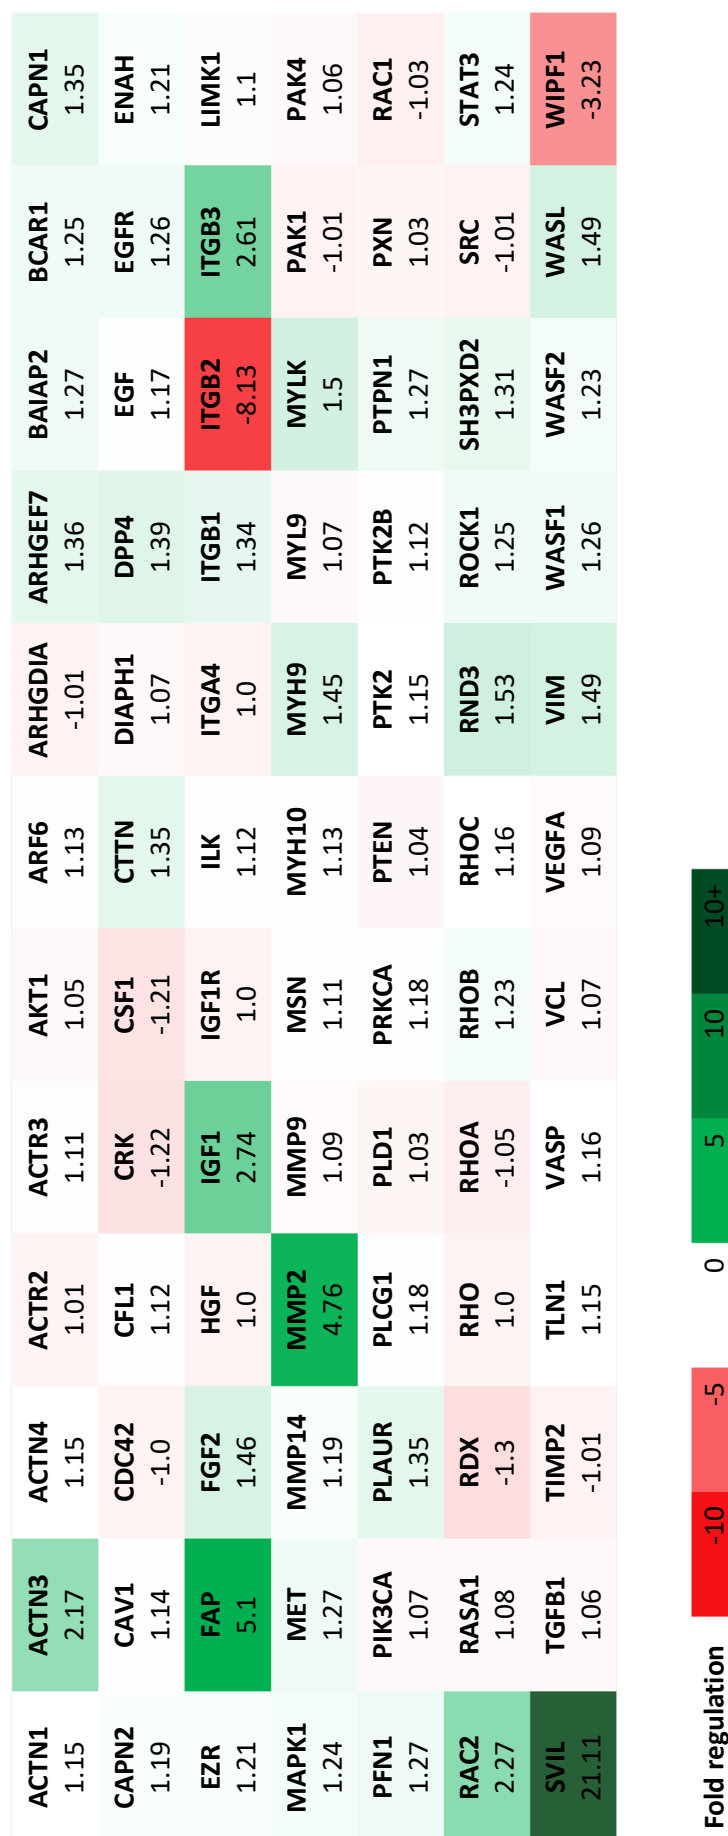 ACTN1 ACTN3 ACTN4 ACTR2 ACTR3 AKT1 ARF6 ARHGDIA ARHGEF7 BAIAP2 BCAR1 CAPN1
1.15 2.17 1.15 1.01 1.11 1.05 1.13 -1.01 1.36 1.27 1.25 1.35
CAPN2 CAV1 CDC42 CFL1 CRK CSF1 CTTN DIAPH1 DPP4 EGF EGFR ENAH
1.19 1.14 -1.0 1.12 -1.22 -1.21 1.35 1.07 1.39 1.17 1.26 1.21
EZR FAP FGF2 HGF IGF1 IGF1R ILK ITGA4 ITGB1 ITGB2 ITGB3 LIMK1
1.21 5.1 1.46 1.0 2.74 1.0 1.12 1.0 1.34 -8.13 2.61 1.1
MAPK1 MET MMP14 MMP2 MMP9 MSN MYH10 MYH9 MYL9 MYLK PAK1 PAK4
1.24 1.27 1.19 4.76 1.09 1.11 1.13 1.45 1.07 1.5 -1.01 1.06
PFN1 PIK3CA PLAUR PLCG1 PLD1 PRKCA PTEN PTK2 PTK2B PTPN1 PXN RAC1
1.27 1.07 1.35 1.18 1.03 1.18 1.04 1.15 1.12 1.27 1.03 -1.03
RAC2 RASA1 RDX RHO RHOA RHOB RHOC RND3 ROCK1 SH3PXD2 SRC STAT3
2.27 1.08 -1.3 1.0 -1.05 1.23 1.16 1.53 1.25 1.31 -1.01 1.24
SVIL TGFB1 TIMP2 TLN1 VASP VCL VEGFA VIM WASF1 WASF2 WASL WIPF1
21.11 1.06 -1.01 1.15 1.16 1.07 1.09 1.49 1.26 1.23 1.49 -3.23
Fold regulation -10 -5 0 5 10 10+